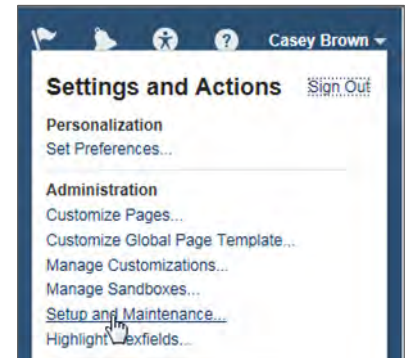 Casey Brown
Settings and Actions Sign Out
Personalization
Set Preferences...
Administration
Customize Pages...
Customize Global Page Template...
Manage Customizations...
Manage Sandboxes...
Setup and Maintenance...
Highlight Flexfields...